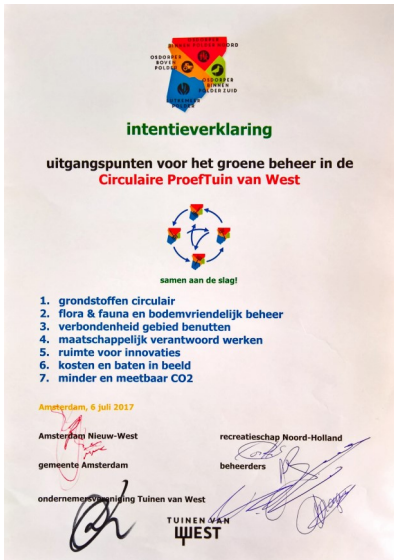 OSDORPER
BINNEN POLDER NOORD
OSDORPER
BOVEN
POLDER
OSDORPER
BINNEN
POLDER ZUID
LUTKEMEER
POLDER
intentieverklaring
uitgangspunten voor het groene beheer in de
Circulaire ProefTuin van West
samen aan de slag!
1. grondstoffen circulair
2. flora & fauna en bodemvriendelijk beheer
3. verbondenheid gebied benutten
4. maatschappelijk verantwoord werken
5. ruimte voor innovaties
6. kosten en baten in beeld
7. minder en meetbaar CO2
Amsterdam, 6 juli 2017
Amsterdam Nieuw-West
recreatieschap Noord-Holland
gemeente Amsterdam
beheerders
ondernemersvereniging Tuinen van West
TUINEN VAN
WEST